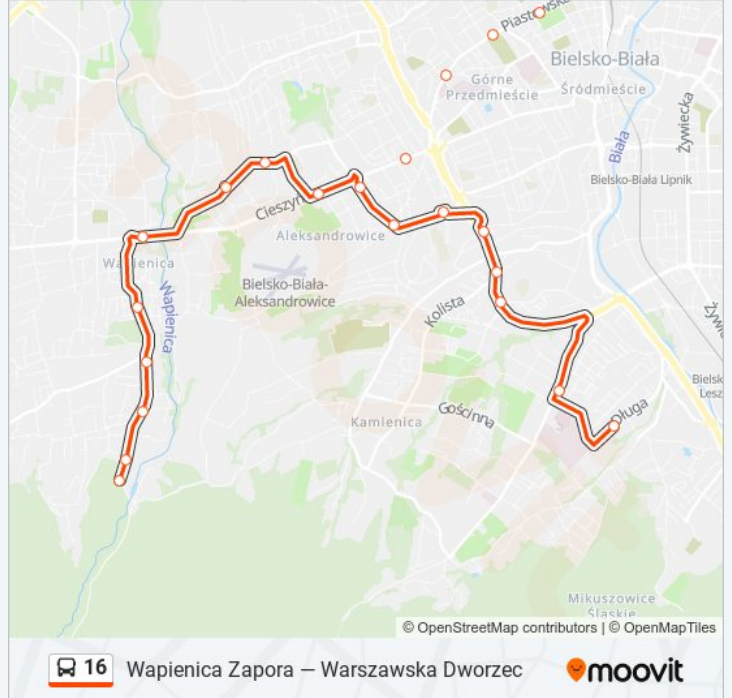 Piastowska
Bielsko-Biała
Górne
Przedmieście
Śródmieście
Żywiecka
Biała
Bielsko-Biała Lipnik
Cieszyń
Aleksandrowice
Wapienica
Bielsko-Biała-
Aleksandrowice
Wapienica
Kolista
Żyw
Bielsk
Lesz
Długa
Gościnna
Kamienica
Mikuszowice
Śląskie
© OpenStreetMap contributors | © OpenMapTiles
16 Wapienica Zapora — Warszawska Dworzec moovit